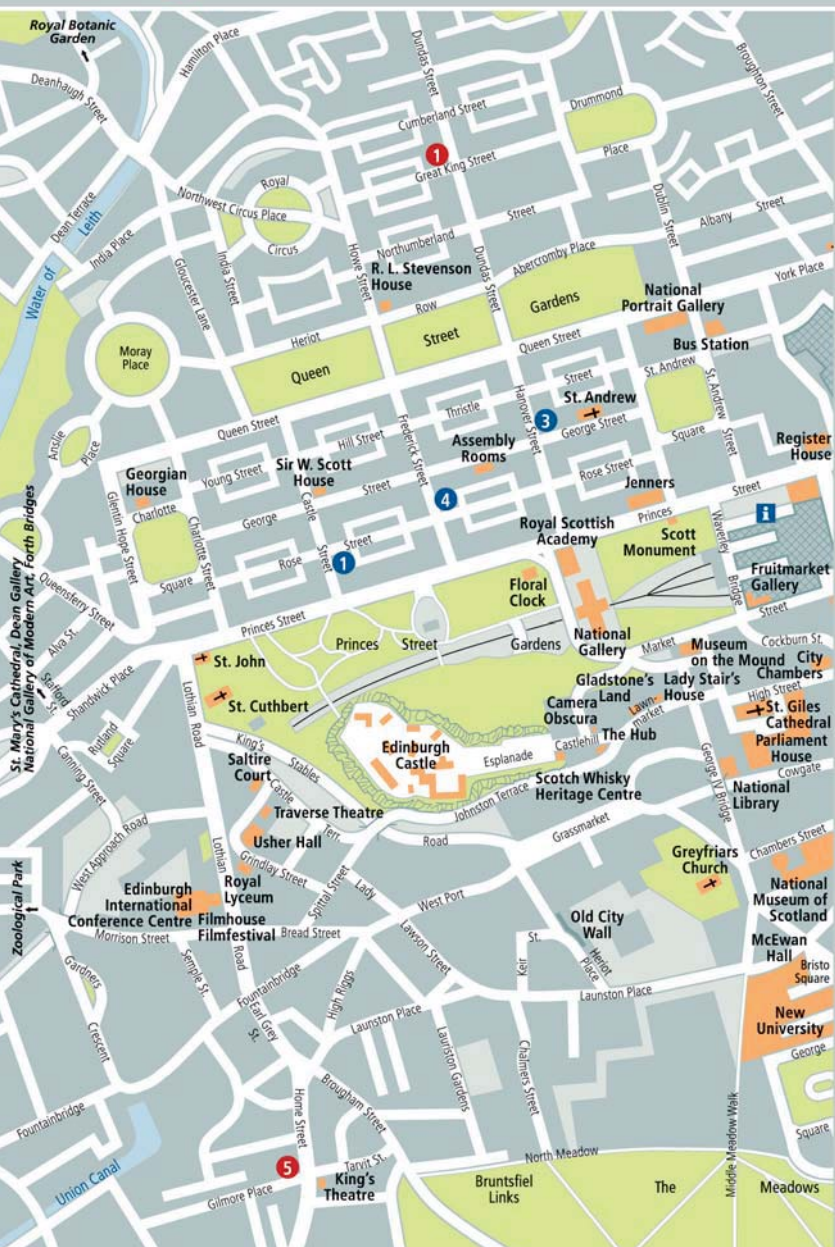 Royal Botanic
Garden
Hamilton Place
Dundas Street
Broughton Street
Deanhaugh Street
Cumberland Street
Drummond
Place
1
Great King Street
Dean Terrace
Water of
Leith
India Place
Northwest Circus Place
Royal
Circus
Gloucester Lane
India Street
Howe Street
Northumberland
Street
Dundas Street
Dublin Street
Albany
Street
Abercromby Place
York Place
R. L. Stevenson
House
Heriot
Row
Moray
Place
Queen
Street
Gardens
National
Portrait Gallery
Bus Station
Queen Street
Queen Street
St. Andrew
Square
St. Andrew
Street
Ainslie
Place
Thristle
Street
Hanover Street
3
St. Andrew
George Street
Frederick Street
Hill Street
Young Street
Assembly
Rooms
Register
House
Georgian
House
Sir W. Scott
House
Castle
Street
George
Street
4
Rose Street
Jenners
Princes
Street
Glentin Hope Street
Charlotte
Square
Charlotte Street
Rose
Street
1
Royal Scottish
Academy
Scott
Monument
Waverley
Bridge
i
Fruitmarket
Gallery
Street
Queensferry Street
St. Mary's Cathedral, Dean Gallery
National Gallery of Modern Art, Forth Bridges
Alva St.
Stafford
St.
Shandwick Place
Princes Street
Floral
Clock
Princes
Street
Gardens
National
Gallery
Market
Cockburn St.
St. John
St. Cuthbert
Museum
on the Mound
City
Chambers
Gladstone's
Land
Lady Stair's
House
Lawn-
market
High Street
St. Giles
Cathedral
Parliament
House
Camera
Obscura
The Hub
Castlehill
Esplanade
Edinburgh
Castle
Lothian Road
Rutland
Square
Canning Street
King's
Stables
Road
Saltire
Court
Castle
Terr.
Scotch Whisky
Heritage Centre
Johnston Terrace
George IV Bridge
National
Library
Cowgate
Traverse Theatre
Usher Hall
Grindlay Street
Grassmarket
Chambers Street
West Approach Road
Lothian
Road
Royal
Lyceum
Spittal Street
Lady
Lawson Street
West Port
Greyfriars
Church
National
Museum of
Scotland
Zoological Park
Edinburgh
International
Conference Centre
Filmhouse
Filmfestival
Morrison Street
Bread Street
Old City
Wall
McEwan
Hall
Bristo
Square
Gardners
Crescent
Semple St.
Fountainbridge
Earl Grey
St.
High Riggs
Keir
St.
Heriot
Place
Launston Place
Launston Place
New
University
George
Square
Fountainbridge
Home Street
Brougham Street
Lauriston Gardens
Chalmers Street
Middle Meadow Walk
Union Canal
5
Tarvit St.
North Meadow
Gilmore Place
King's
Theatre
Bruntsfiel
Links
The
Meadows